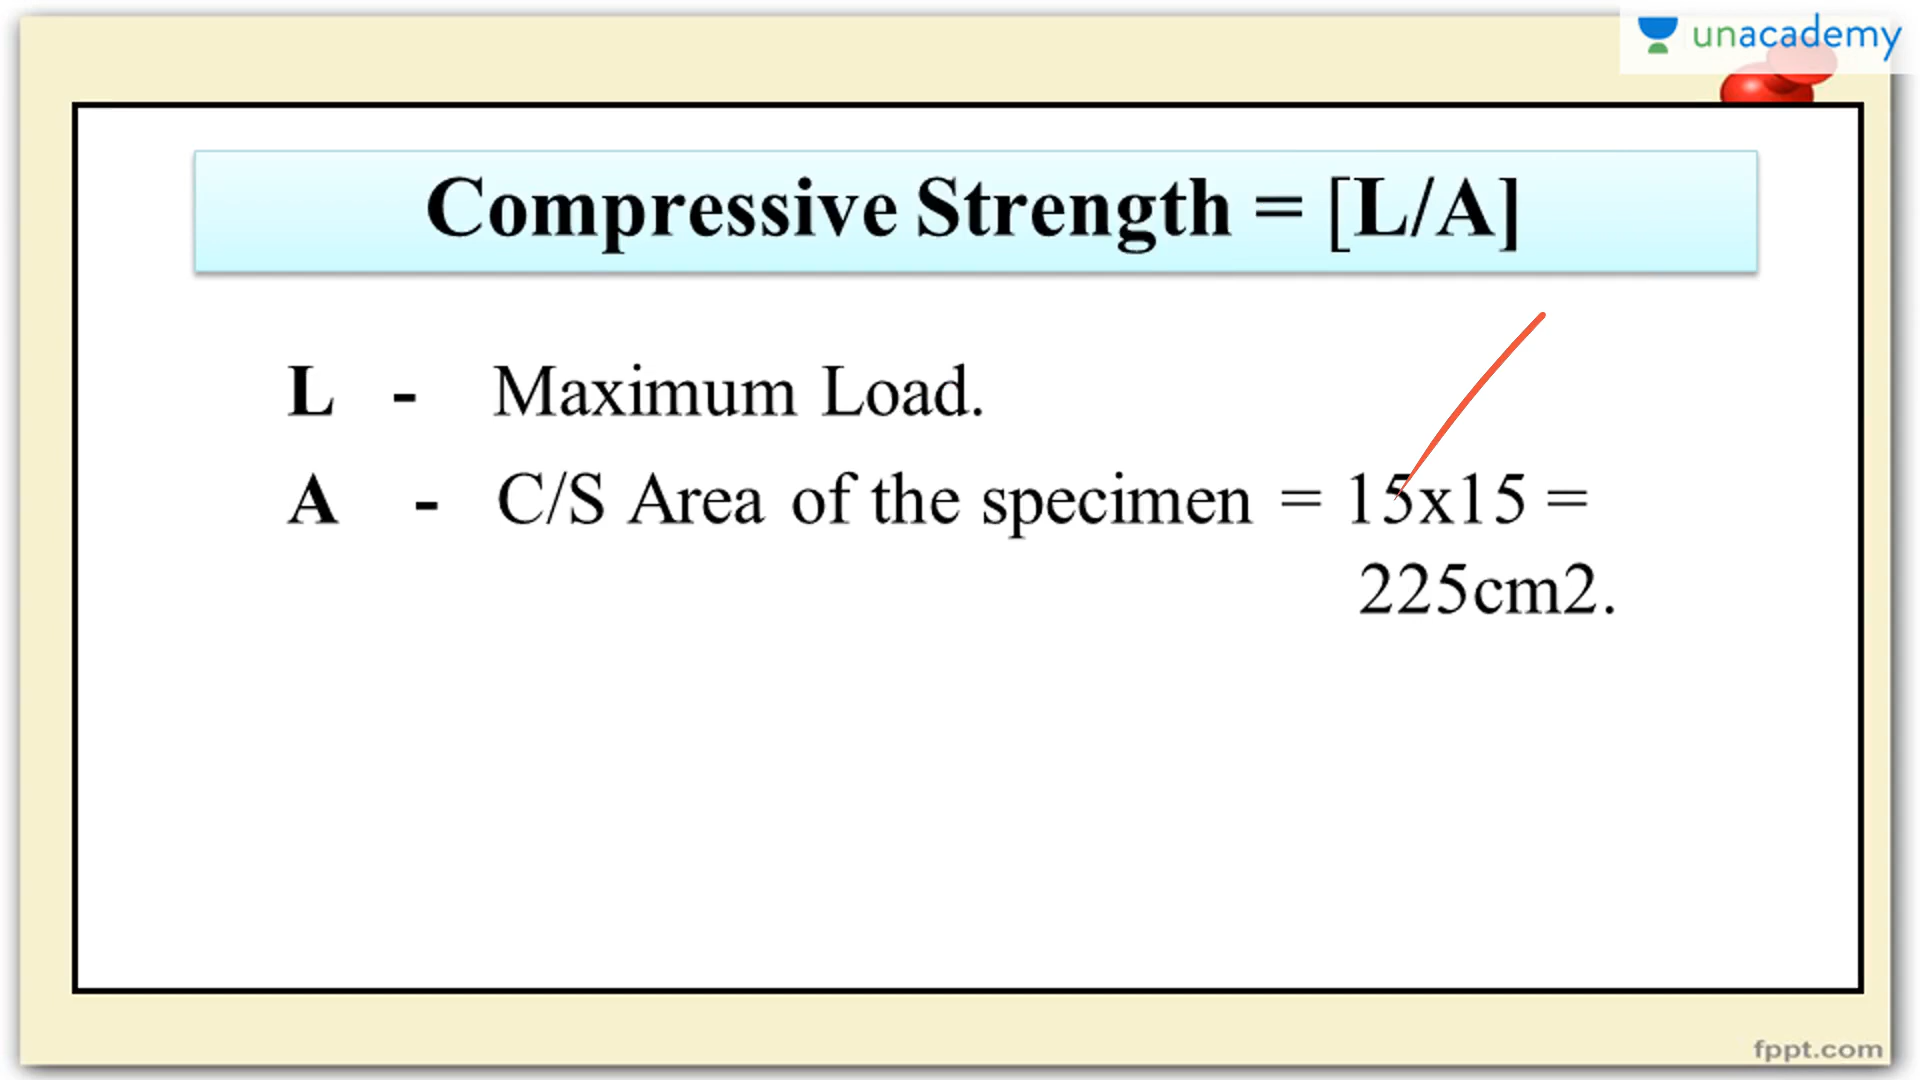 unacademy
Compressive Strength = [L/A]
L - Maximum Load.
A - C/S Area of the specimen = 15x15 =
225cm2.
fppt.com